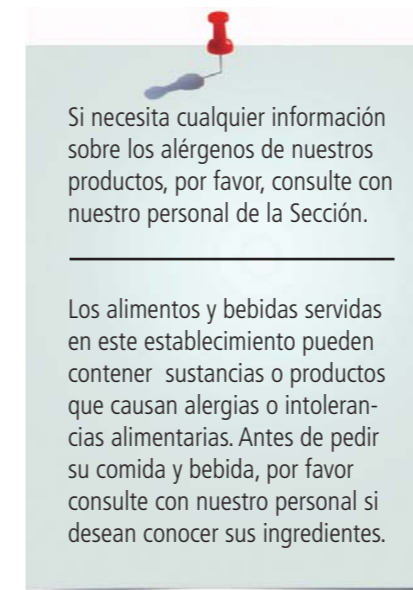 Si necesita cualquier información
sobre los alérgenos de nuestros
productos, por favor, consulte con
nuestro personal de la Sección.
Los alimentos y bebidas servidas
en este establecimiento pueden
contener  sustancias o productos
que causan alergias o intoleran-
cias alimentarias. Antes de pedir
su comida y bebida, por favor
consulte con nuestro personal si
desean conocer sus ingredientes.